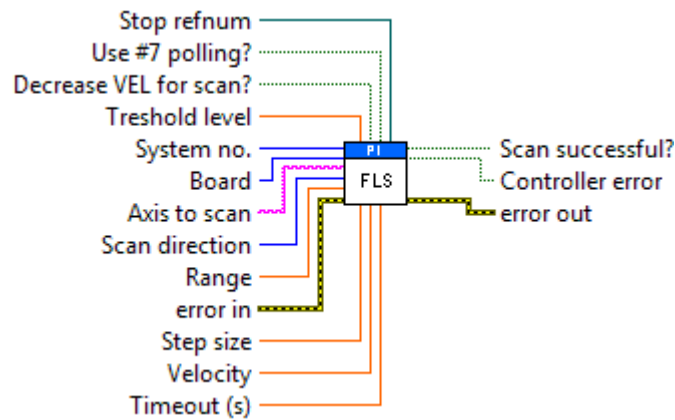 Stop refnum
Use #7 polling?
Decrease VEL for scan?
Treshold level
System no.
Board
Axis to scan
Scan direction
Range
error in
Step size
Velocity
Timeout (s)
PI
FLS
Scan successful?
Controller error
error out